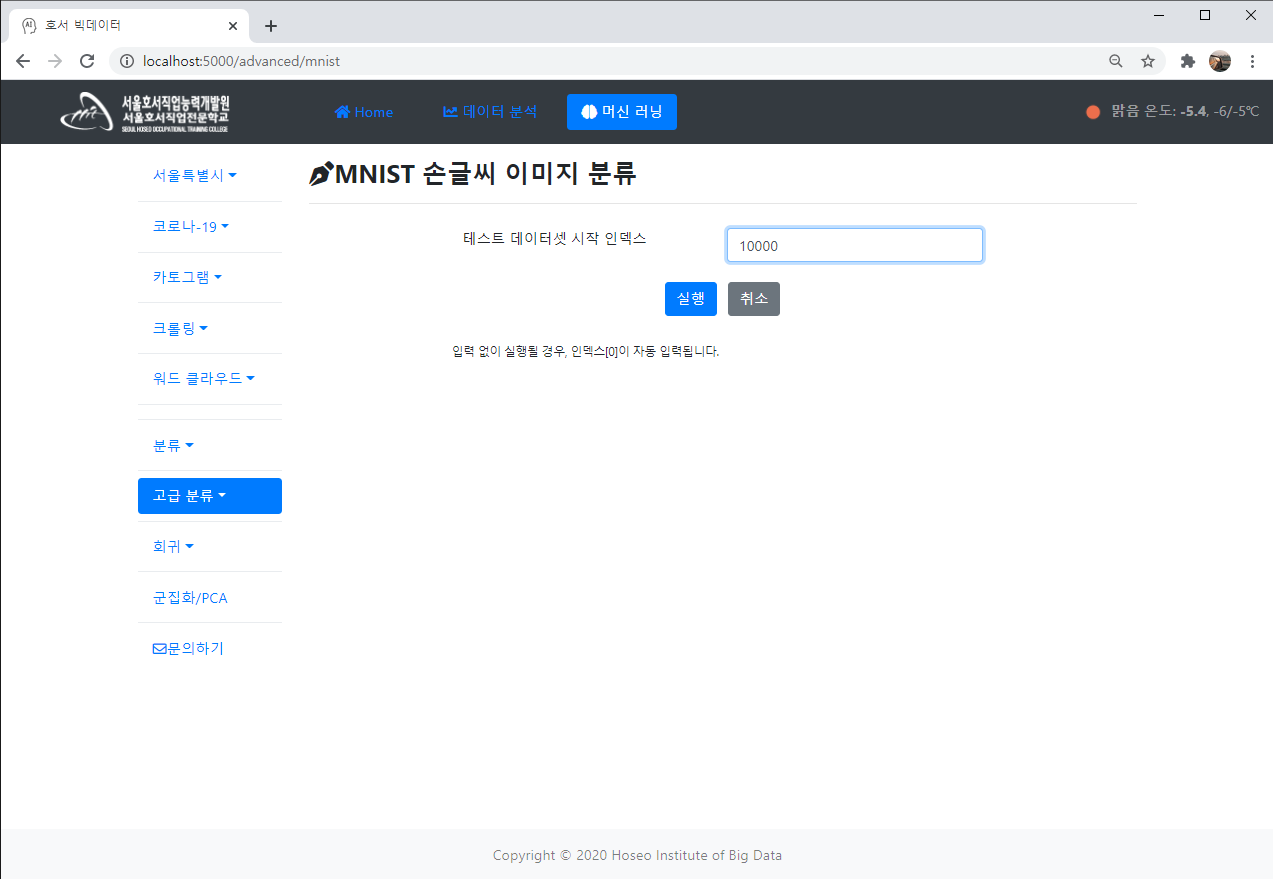 호서 빅데이터
localhost:5000/advanced/mnist
서울호서직업능력개발원
서울호서직업전문학교
SEOUL HOSEO OCCUPATIONAL TRAINING COLLEGE
Home 데이터 분석 머신 러닝 맑음 온도: -5.4, -6/-5℃
서울특별시
코로나-19
카토그램
크롤링
워드 클라우드
분류
고급 분류
회귀
군집화/PCA
문의하기
MNIST 손글씨 이미지 분류
테스트 데이터셋 시작 인덱스 10000
실행 취소
입력 없이 실행될 경우, 인덱스[0]이 자동 입력됩니다.
Copyright © 2020 Hoseo Institute of Big Data